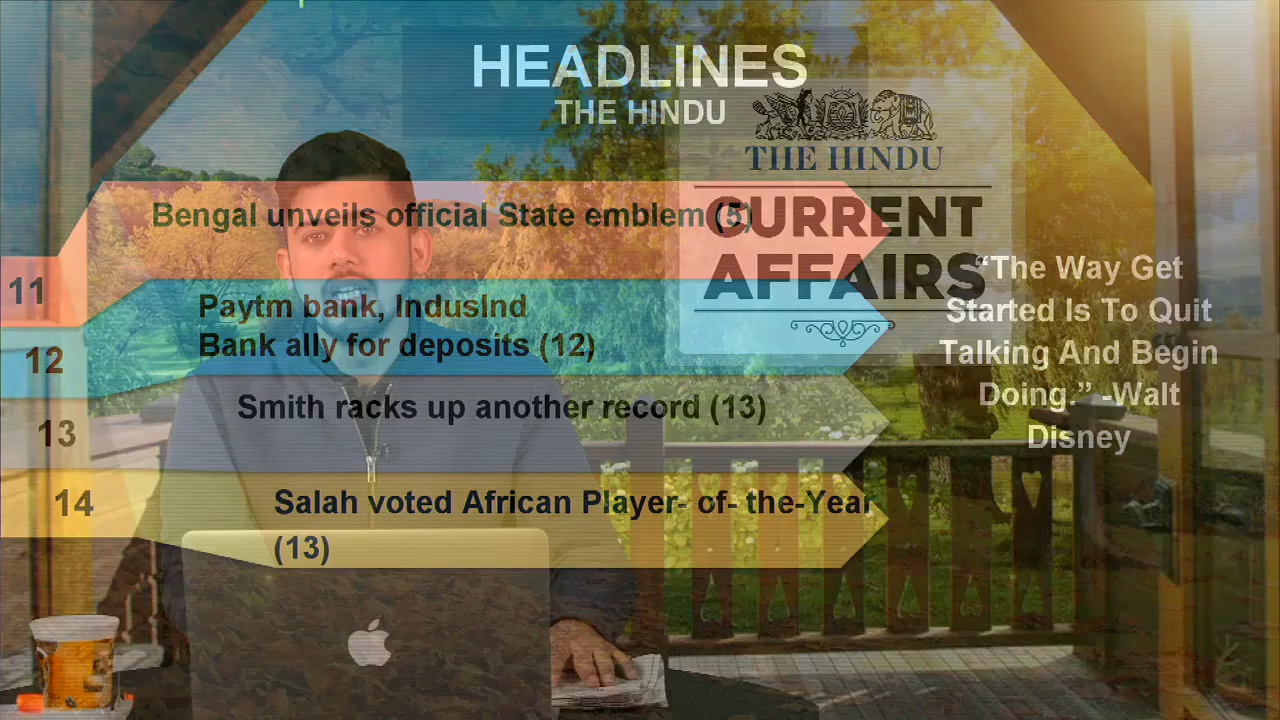 HEADLINES
THE HINDU
THE HINDU
CURRENT
AFFAIRS
Bengal unveils official State emblem (5)
11
Paytm bank, IndusInd
Bank ally for deposits (12)
12
Smith racks up another record (13)
13
Salah voted African Player- of- the-Year
(13)
14
“The Way Get
Started Is To Quit
Talking And Begin
Doing.” -Walt
Disney